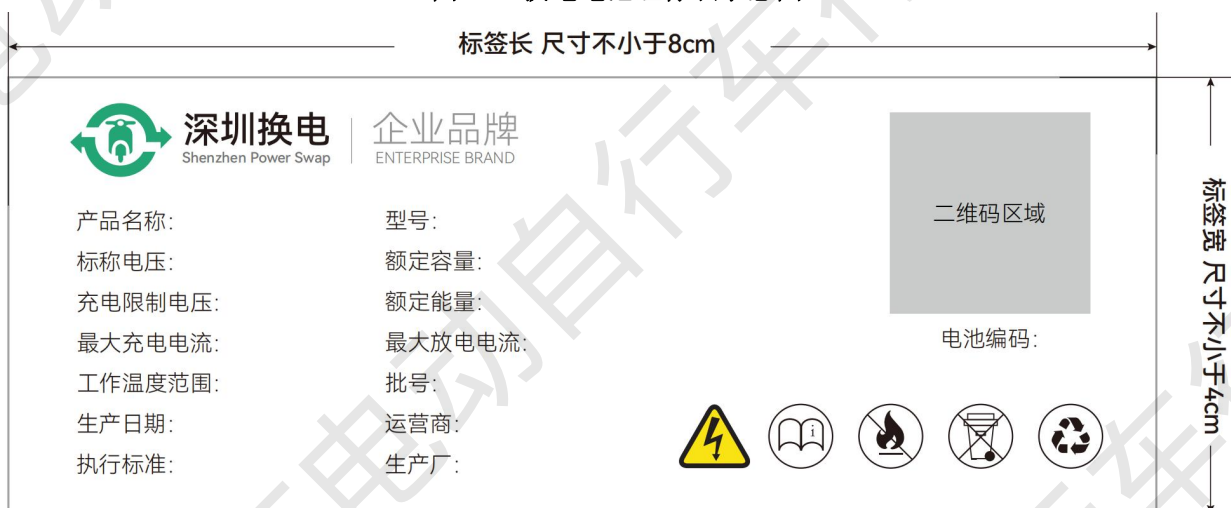 标签长 尺寸不小于8cm
深圳换电
Shenzhen Power Swap
企业品牌
ENTERPRISE BRAND
二维码区域
产品名称:
型号:
标称电压:
额定容量:
充电限制电压:
额定能量:
最大充电电流:
最大放电电流:
电池编码:
工作温度范围:
批号:
生产日期:
运营商:
执行标准:
生产厂:
标签宽 尺寸不小于4cm
电动自行车